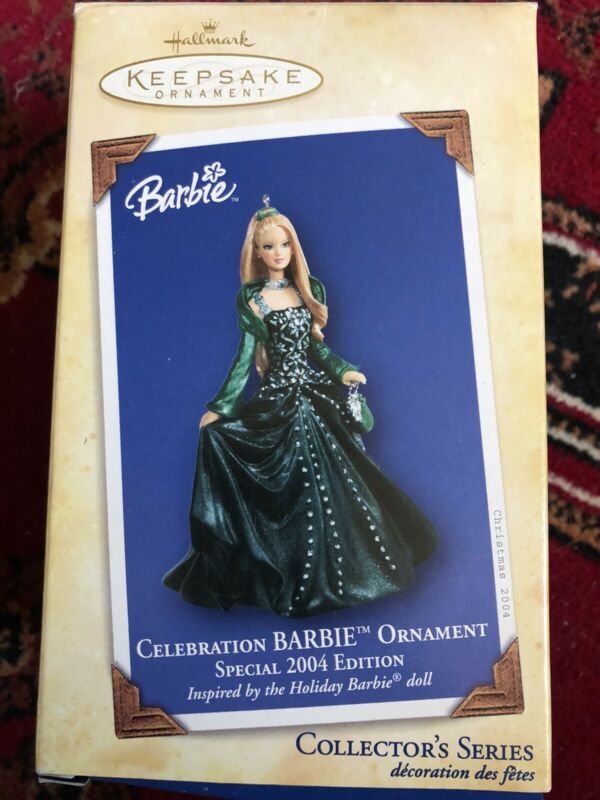 Hallmark
KEEPSAKE
ORNAMENT
Barbie™
Christmas 2004
CELEBRATION BARBIE™ ORNAMENT
SPECIAL 2004 EDITION
Inspired by the Holiday Barbie® doll
COLLECTOR'S SERIES
décoration des fêtes